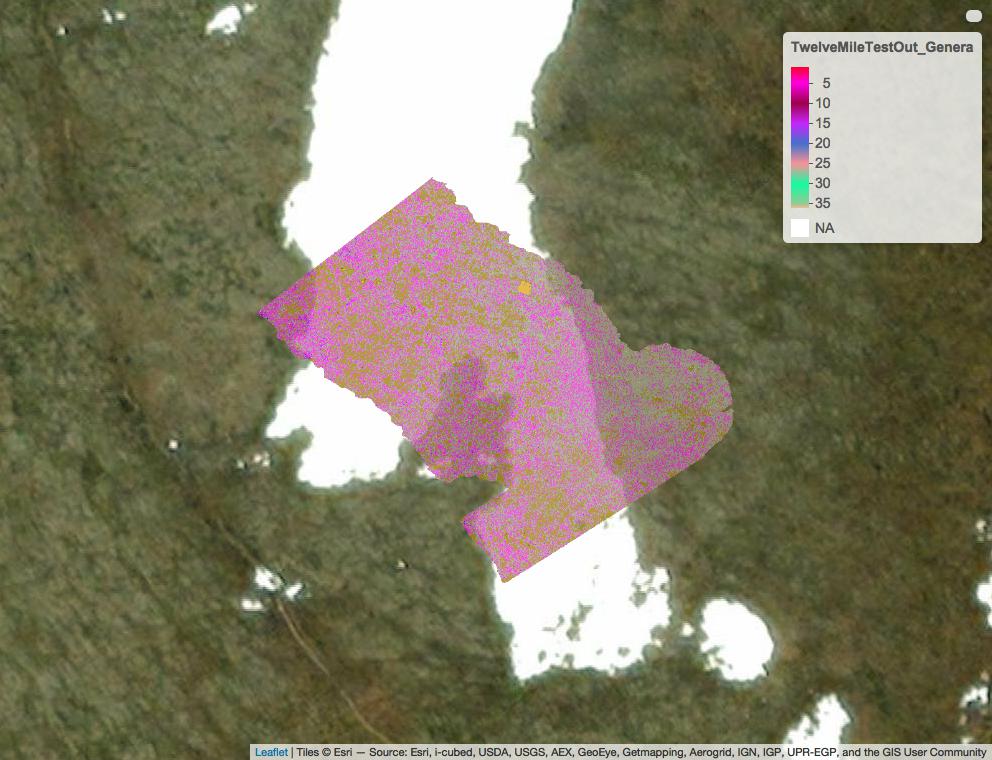 TwelveMileTestOut_Genera
5
10
15
20
25
30
35
NA
Leaflet | Tiles © Esri — Source: Esri, i-cubed, USDA, USGS, AEX, GeoEye, Getmapping, Aerogrid, IGN, IGP, UPR-EGP, and the GIS User Community